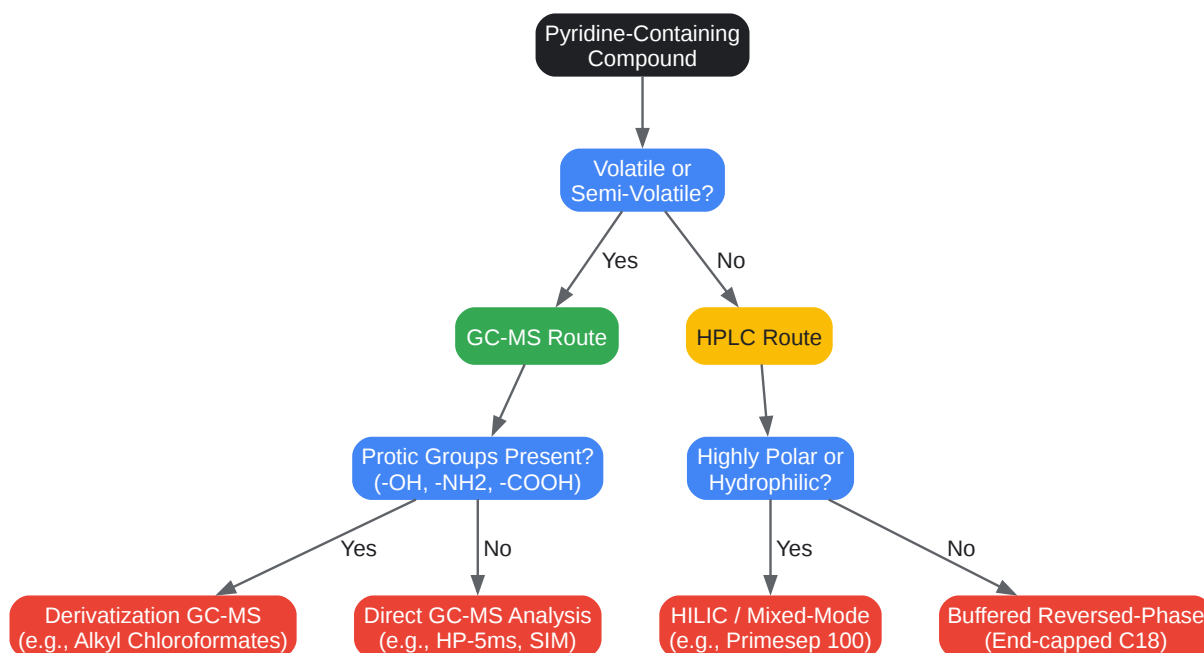 Pyridine-Containing
Compound
Volatile or
Semi-Volatile?
Yes
No
GC-MS Route
HPLC Route
Protic Groups Present?
(-OH, -NH2, -COOH)
Highly Polar or
Hydrophilic?
Yes
No
Yes
No
Derivatization GC-MS
(e.g., Alkyl Chloroformates)
Direct GC-MS Analysis
(e.g., HP-5ms, SIM)
HILIC / Mixed-Mode
(e.g., Primesep 100)
Buffered Reversed-Phase
(End-capped C18)